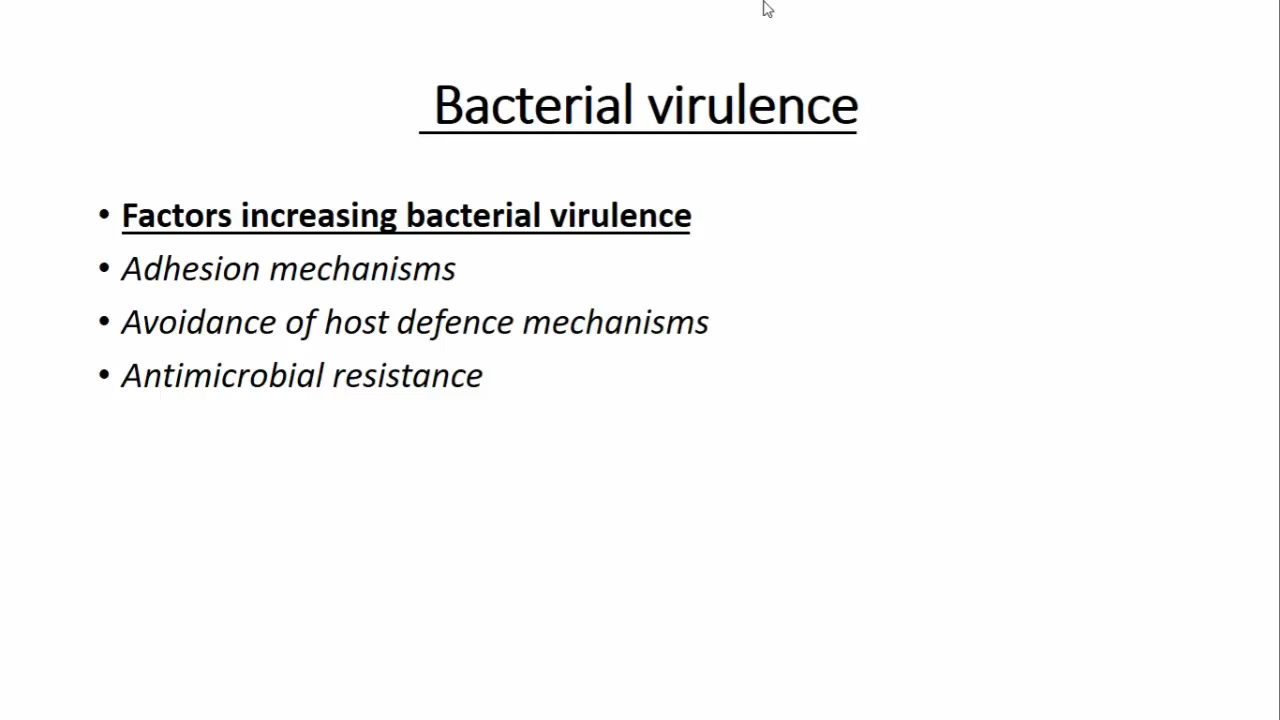 Bacterial virulence
• Factors increasing bacterial virulence
• Adhesion mechanisms
• Avoidance of host defence mechanisms
• Antimicrobial resistance